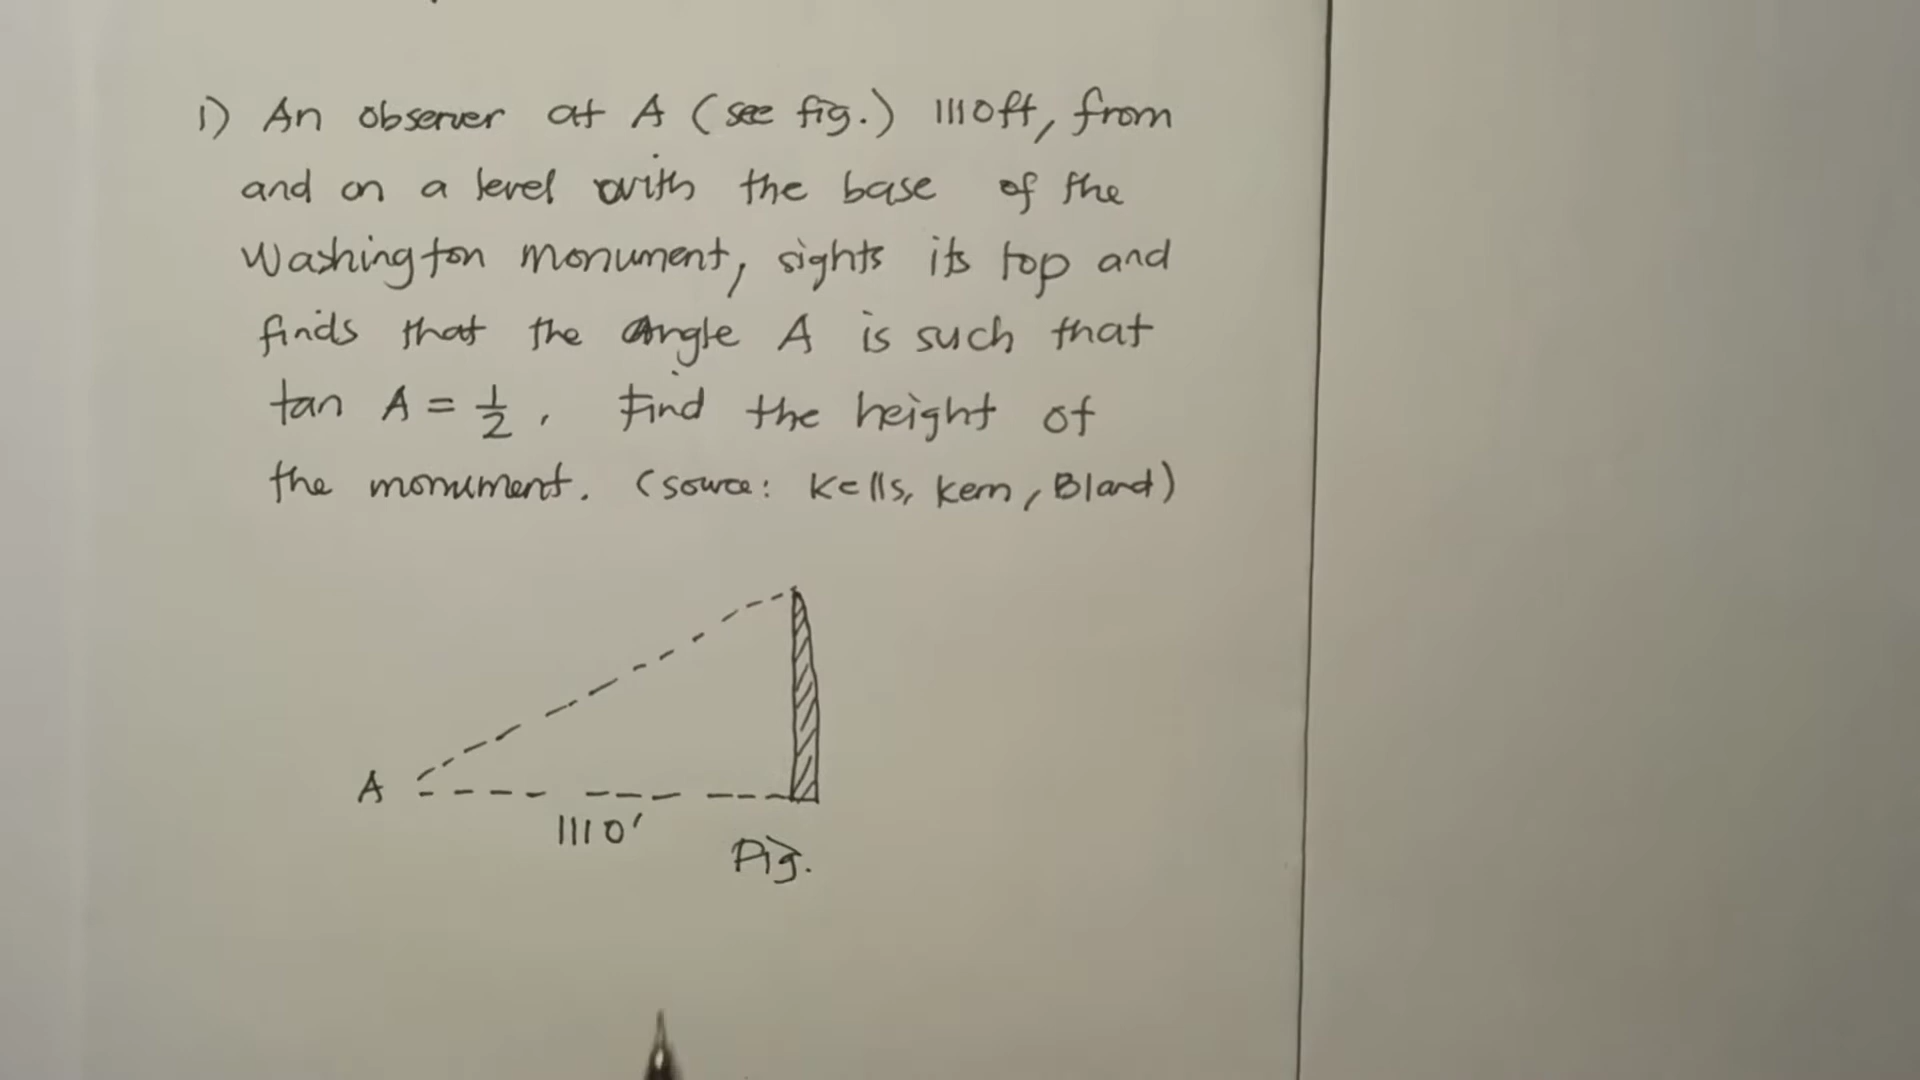 1) An observer at A (see fig.) 1110ft, from
and on a level with the base of the
Washington monument, sights its top and
finds that the angle A is such that
tan A = 1/2. Find the height of
the monument. (source: Kells, Kern, Bland)
A
1110'
Fig.